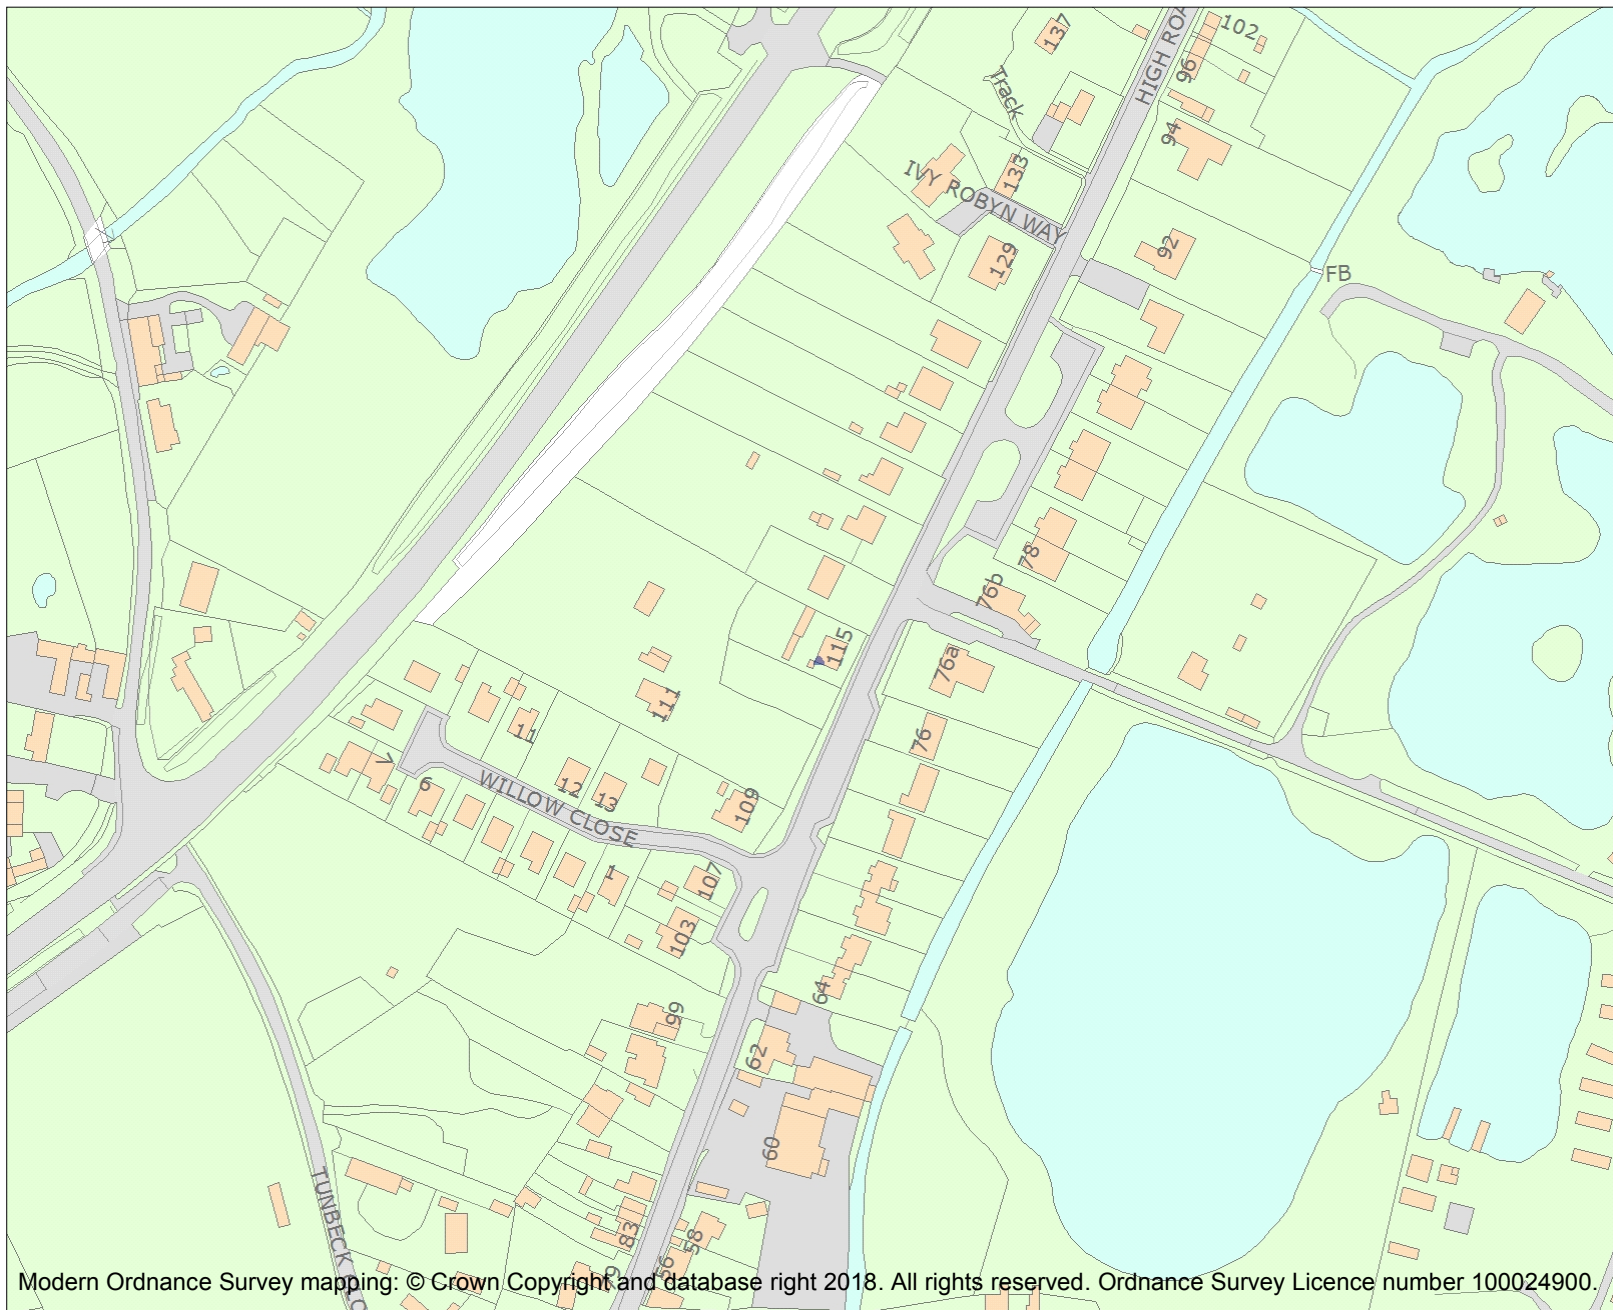 137
102
HIGH ROA
96
Track
94
133
IVY ROBYN WAY
92
129
FB
78
76b
115
76a
111
76
11
V
6
12
13
WILLOW CLOSE
109
1
107
103
64
99
62
60
TUNBECK
83
58
56
Modern Ordnance Survey mapping: © Crown Copyright and database right 2018. All rights reserved. Ordnance Survey Licence number 100024900.